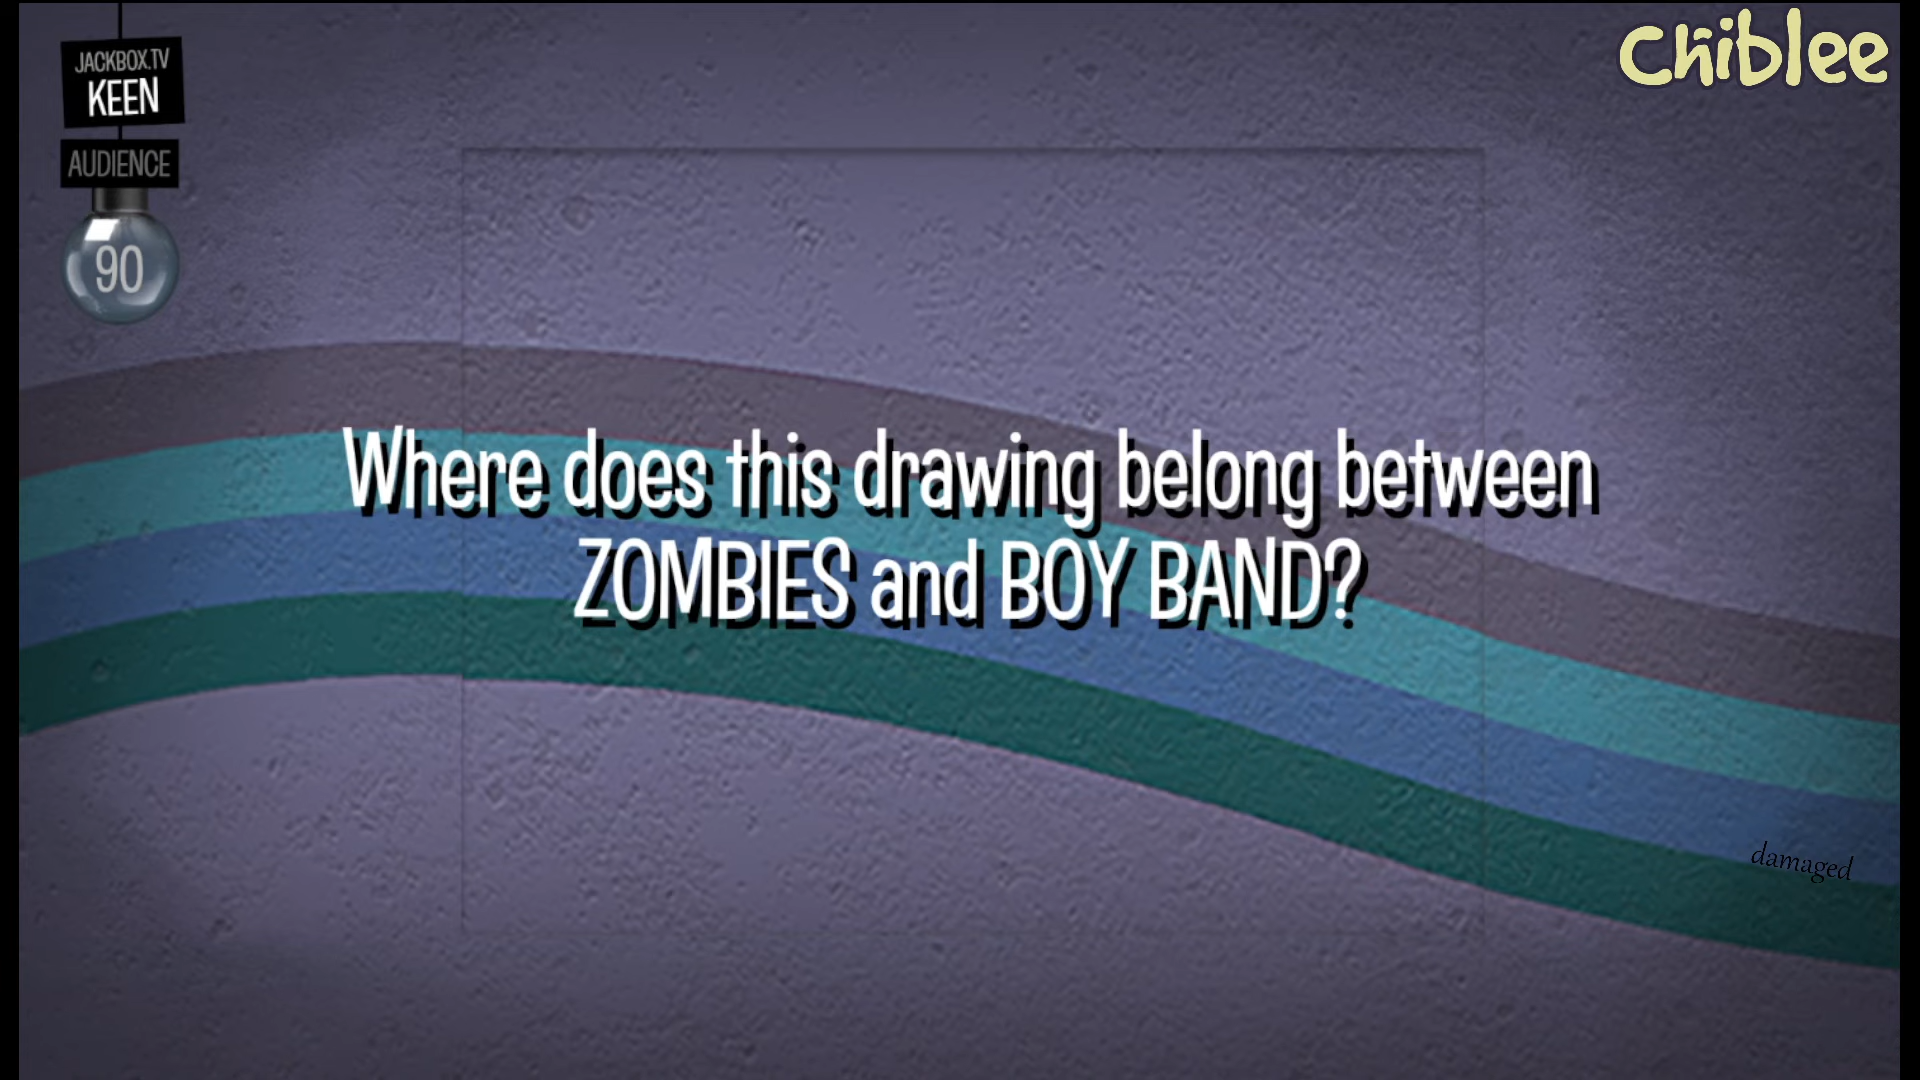 JACKBOX.TV
KEEN
AUDIENCE
90
Chiblee
Where does this drawing belong between
ZOMBIES and BOY BAND?
damaged